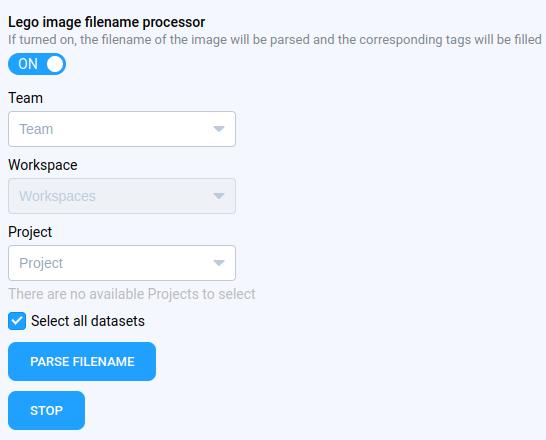 Lego image filename processor
If turned on, the filename of the image will be parsed and the corresponding tags will be filled
ON
Team
Team
Workspace
Workspaces
Project
Project
There are no available Projects to select
Select all datasets
PARSE FILENAME
STOP